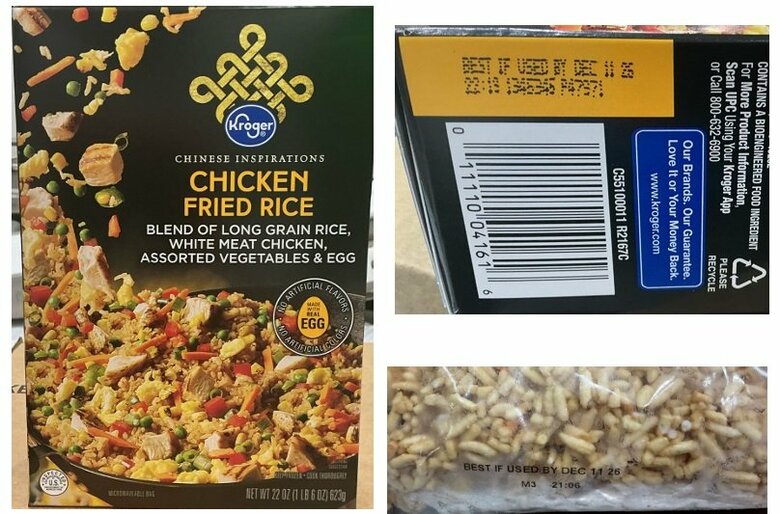 Kroger
CHINESE INSPIRATIONS
CHICKEN
FRIED RICE
BLEND OF LONG GRAIN RICE,
WHITE MEAT CHICKEN,
ASSORTED VEGETABLES & EGG
NO ARTIFICIAL FLAVORS
MADE
WITH
REAL
EGG
NO ARTIFICIAL COLORS
COOK THOROUGHLY
U.S.
MICROWAVEABLE BAG
NET WT 22 OZ (1 LB 6 OZ) 623g
CONTAINS A BIOENGINEERED FOOD INGREDIENT
For More Product Information,
Scan UPC Using Your Kroger App
or Call 800-632-6900
PLEASE
RECYCLE
Our Brands. Our Guarantee.
Love It or Your Money Back.
www.kroger.com
C55100011 R2167C
0 11110 04161 6
BEST IF USED BY DEC 11 26
BEST IF USED BY DEC 11 26
M3 21:06